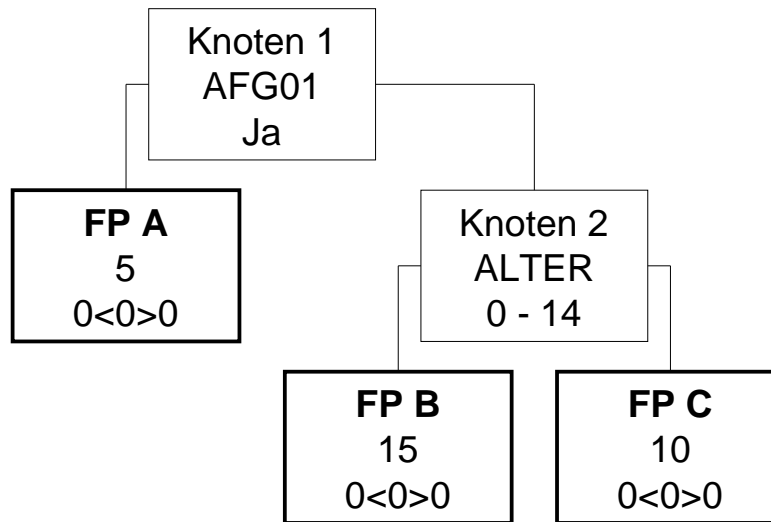 Knoten 1
AFG01
Ja
FP A
5
0<0>0
Knoten 2
ALTER
0 - 14
FP B
15
0<0>0
FP C
10
0<0>0